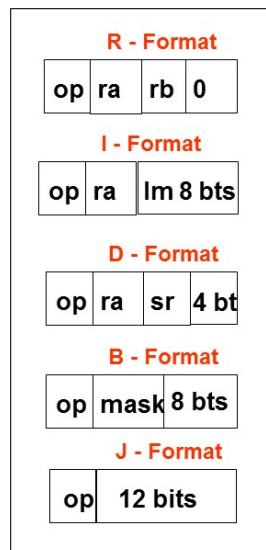 R - Format
op ra rb 0
I - Format
op ra Im 8 bts
D - Format
op ra sr 4 bt
B - Format
op mask 8 bts
J - Format
op 12 bits